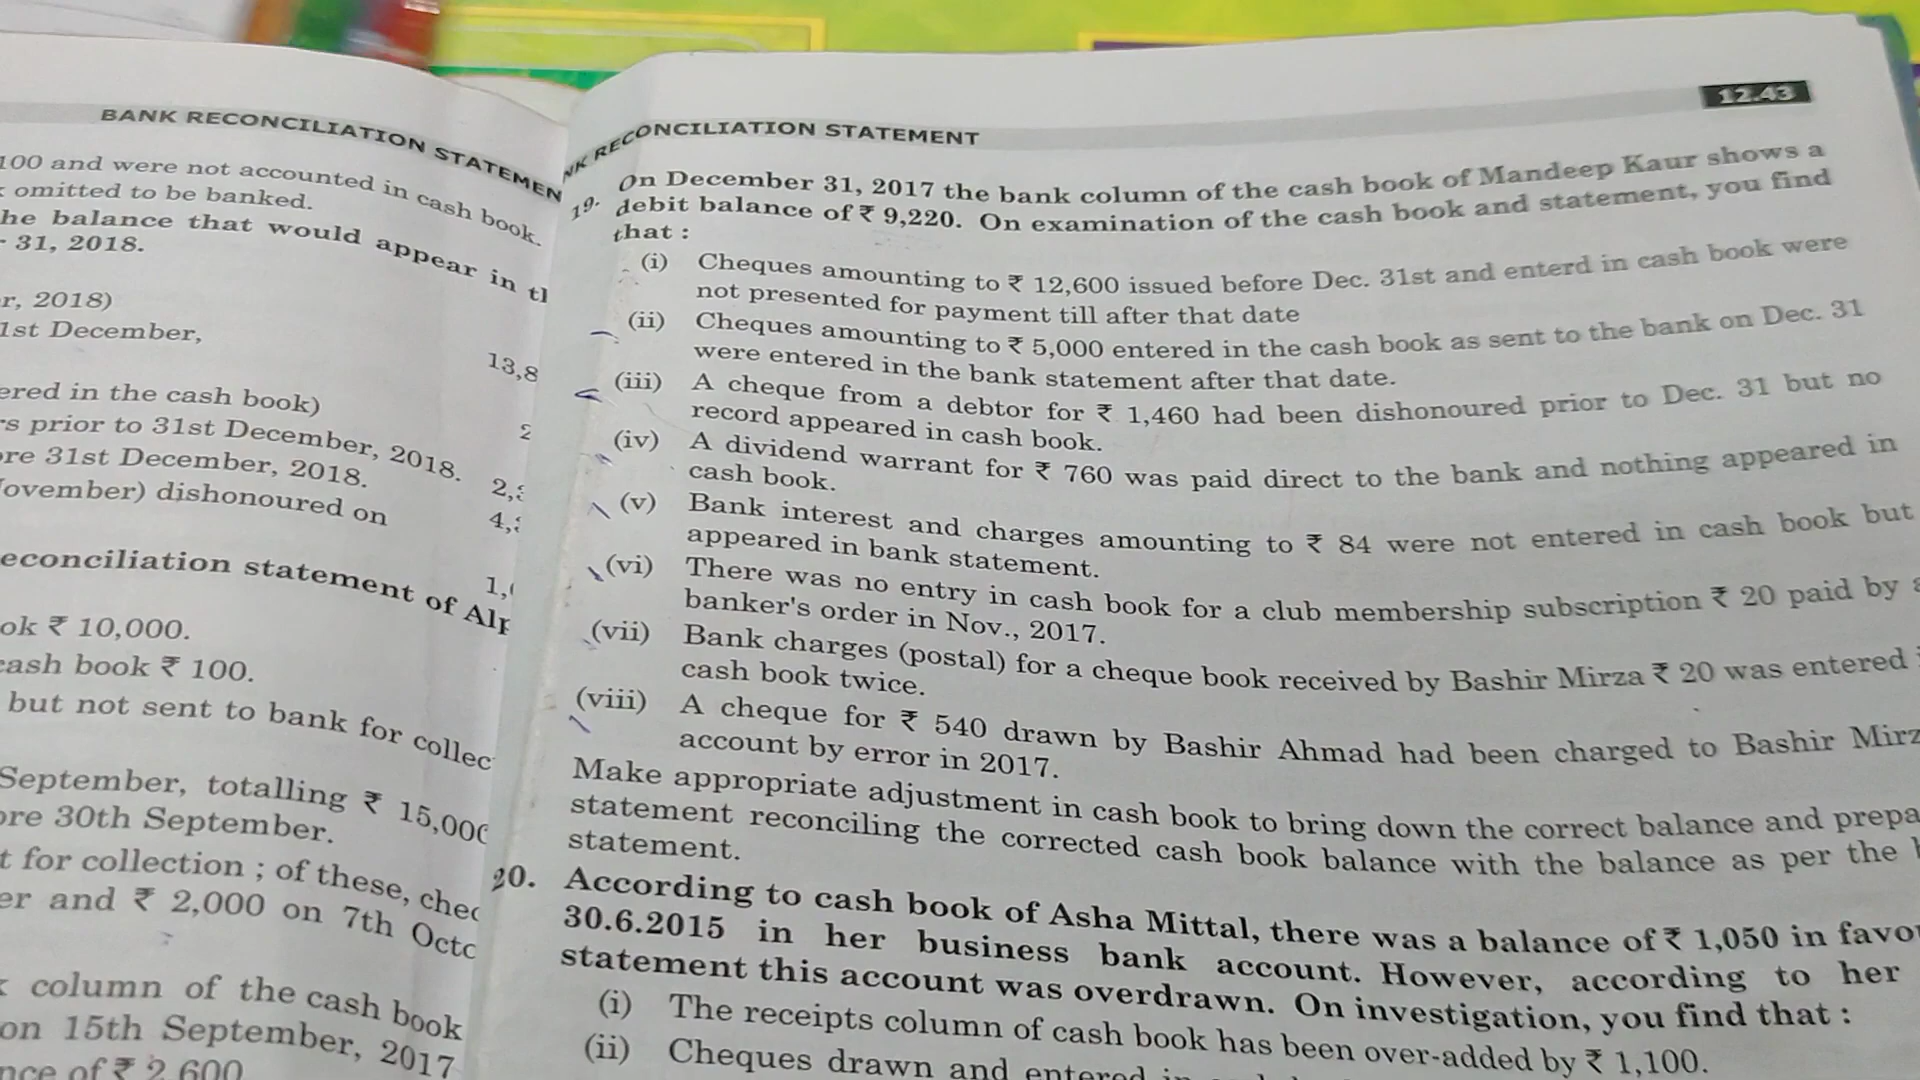 BANK RECONCILIATION STATEMEN
100 and were not accounted in cash book.
omitted to be banked.
he balance that would appear in tl
- 31, 2018.
r, 2018)
1st December,
13,8
ered in the cash book)
2
rs prior to 31st December, 2018.
2,
ore 31st December, 2018.
4,
ovember) dishonoured on
1,
econciliation statement of Alp
ok ₹ 10,000.
cash book ₹ 100.
but not sent to bank for collec
September, totalling ₹ 15,000
ore 30th September.
t for collection ; of these, chec
er and ₹ 2,000 on 7th Octo
column of the cash book
on 15th September, 2017
nce of ₹ 2,600
12.43
NK RECONCILIATION STATEMENT
19. On December 31, 2017 the bank column of the cash book of Mandeep Kaur shows a
debit balance of ₹ 9,220. On examination of the cash book and statement, you find
that :
(i) Cheques amounting to ₹ 12,600 issued before Dec. 31st and enterd in cash book were
not presented for payment till after that date
(ii) Cheques amounting to ₹ 5,000 entered in the cash book as sent to the bank on Dec. 31
were entered in the bank statement after that date.
(iii) A cheque from a debtor for ₹ 1,460 had been dishonoured prior to Dec. 31 but no
record appeared in cash book.
(iv) A dividend warrant for ₹ 760 was paid direct to the bank and nothing appeared in
cash book.
(v) Bank interest and charges amounting to ₹ 84 were not entered in cash book but
appeared in bank statement.
(vi) There was no entry in cash book for a club membership subscription ₹ 20 paid by a
banker's order in Nov., 2017.
(vii) Bank charges (postal) for a cheque book received by Bashir Mirza ₹ 20 was entered
cash book twice.
(viii) A cheque for ₹ 540 drawn by Bashir Ahmad had been charged to Bashir Mirz
account by error in 2017.
Make appropriate adjustment in cash book to bring down the correct balance and prepa
statement reconciling the corrected cash book balance with the balance as per the
statement.
20. According to cash book of Asha Mittal, there was a balance of ₹ 1,050 in favo
30.6.2015 in her business bank account. However, according to her
statement this account was overdrawn. On investigation, you find that :
(i) The receipts column of cash book has been over-added by ₹ 1,100.
(ii) Cheques drawn and entered in